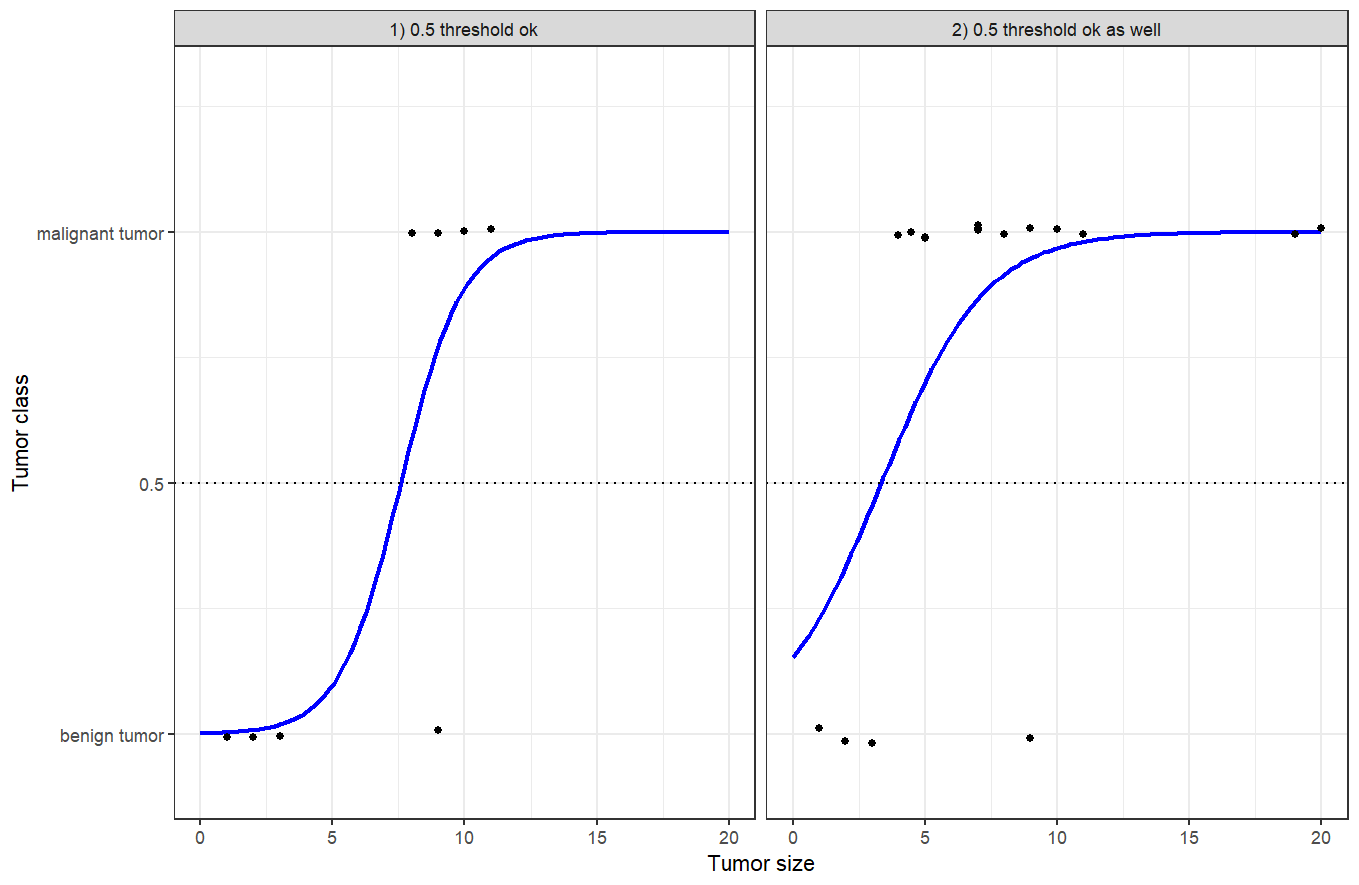 1) 0.5 threshold ok
2) 0.5 threshold ok as well
Tumor class
malignant tumor
0.5
benign tumor
0 5 10 15 20
0 5 10 15 20
Tumor size